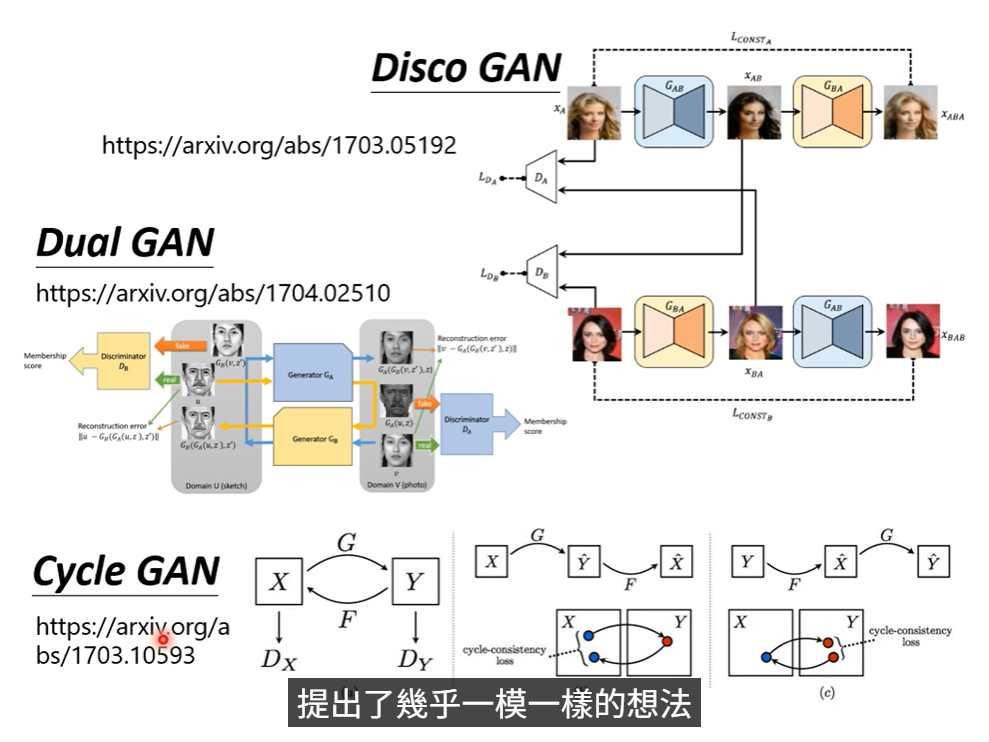 Disco GAN
https://arxiv.org/abs/1703.05192
L_{CONST_A}
x_A
G_{AB}
x_{AB}
G_{BA}
x_{ABA}
L_{D_A}
D_A
L_{D_B}
D_B
G_{BA}
x_{BA}
G_{AB}
x_{BAB}
L_{CONST_B}
Dual GAN
https://arxiv.org/abs/1704.02510
Membership
score
Discriminator
D_B
fake
real
G_B(v,z')
u
Reconstruction error
‖u − G_B(G_A(u,z),z')‖
G_B(G_A(u,z),z')
Domain U (sketch)
Generator G_A
Generator G_B
G_A(G_B(v,z'),z)
G_A(u,z)
v
Domain V (photo)
Reconstruction error
‖v − G_A(G_B(v,z'),z)‖
fake
real
Discriminator
D_A
Membership
score
Cycle GAN
https://arxiv.org/a
bs/1703.10593
G
X
Y
F
D_X
D_Y
X
G
Ŷ
F
X̂
X
Y
cycle-consistency
loss
Y
F
X̂
G
Ŷ
X
Y
cycle-consistency
loss
(c)
提出了幾乎一模一樣的想法